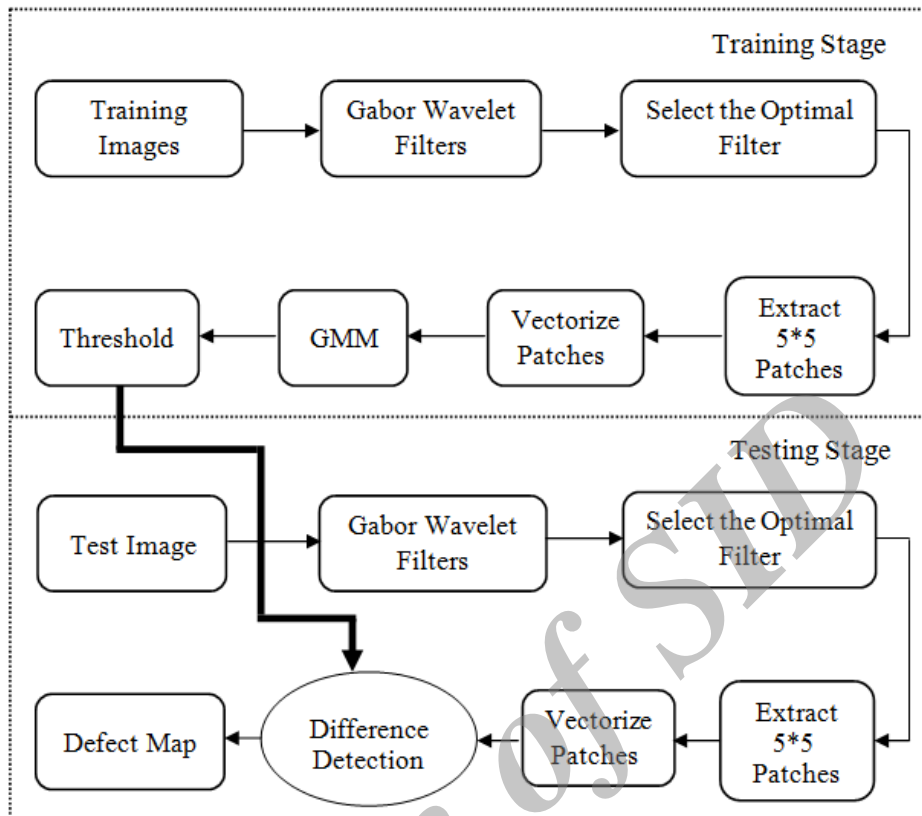 Training Stage
Training
Images
Gabor Wavelet
Filters
Select the Optimal
Filter
Threshold
GMM
Vectorize
Patches
Extract
5*5
Patches
Testing Stage
Test Image
Gabor Wavelet
Filters
Select the Optimal
Filter
Defect Map
Difference
Detection
Vectorize
Patches
Extract
5*5
Patches
of SID